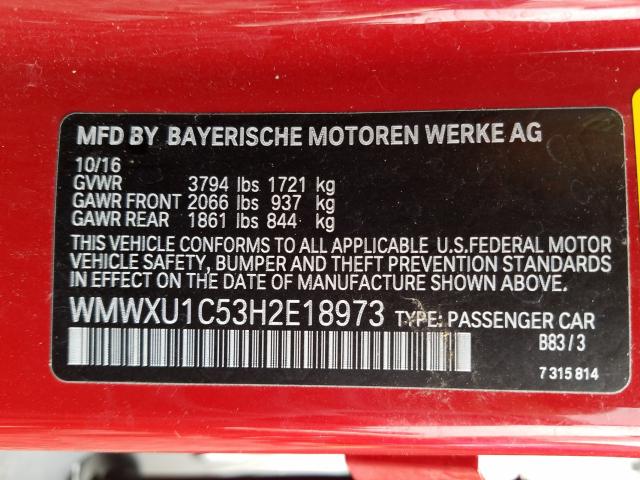 MFD BY BAYERISCHE MOTOREN WERKE AG
10/16
GVWR 3794 lbs 1721 kg
GAWR FRONT 2066 lbs 937 kg
GAWR REAR 1861 lbs 844 kg
THIS VEHICLE CONFORMS TO ALL APPLICABLE U.S.FEDERAL MOTOR
VEHICLE SAFETY, BUMPER AND THEFT PREVENTION STANDARDS
IN EFFECT ON THE DATE OF MANUFACTURE SHOWN ABOVE.
WMWXU1C53H2E18973 TYPE: PASSENGER CAR
B83 / 3
7 315 814